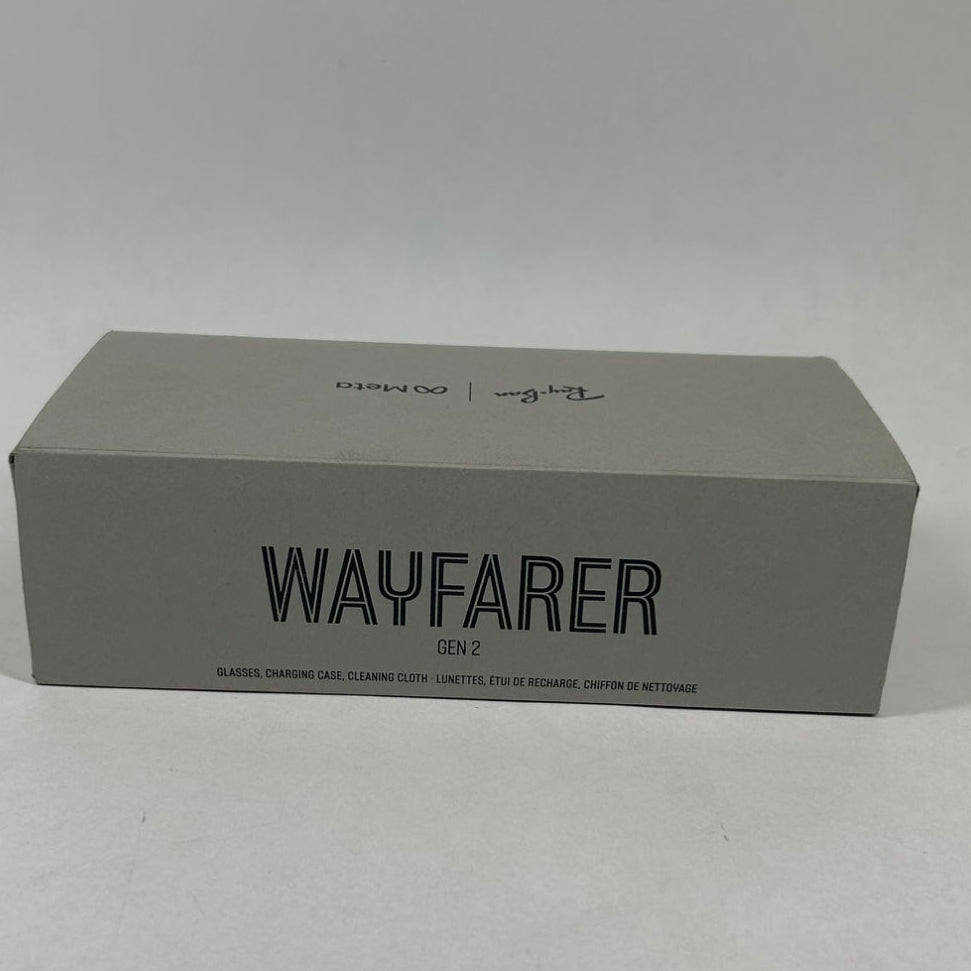 Ray-Ban | Meta
WAYFARER
GEN 2
GLASSES, CHARGING CASE, CLEANING CLOTH - LUNETTES, ÉTUI DE RECHARGE, CHIFFON DE NETTOYAGE